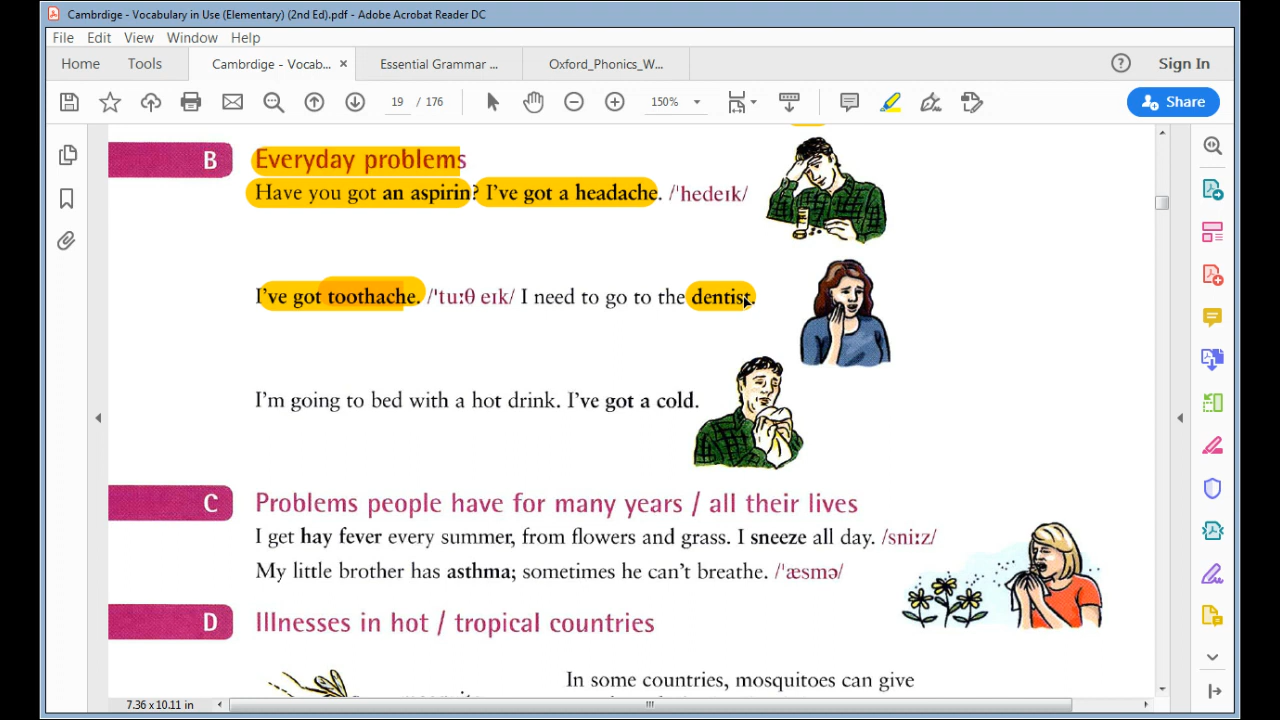 Cambrdige - Vocabulary in Use (Elementary) (2nd Ed).pdf - Adobe Acrobat Reader DC
File Edit View Window Help
Home Tools Cambrdige - Vocab... × Essential Grammar ... Oxford_Phonics_W... Sign In
19 / 176 150% Share
B Everyday problems
Have you got an aspirin? I've got a headache. /ˈhedeɪk/
I've got toothache. /ˈtuːθ eɪk/ I need to go to the dentist.
I'm going to bed with a hot drink. I've got a cold.
C Problems people have for many years / all their lives
I get hay fever every summer, from flowers and grass. I sneeze all day. /sniːz/
My little brother has asthma; sometimes he can't breathe. /ˈæsmə/
D Illnesses in hot / tropical countries
In some countries, mosquitoes can give
7.36 x 10.11 in